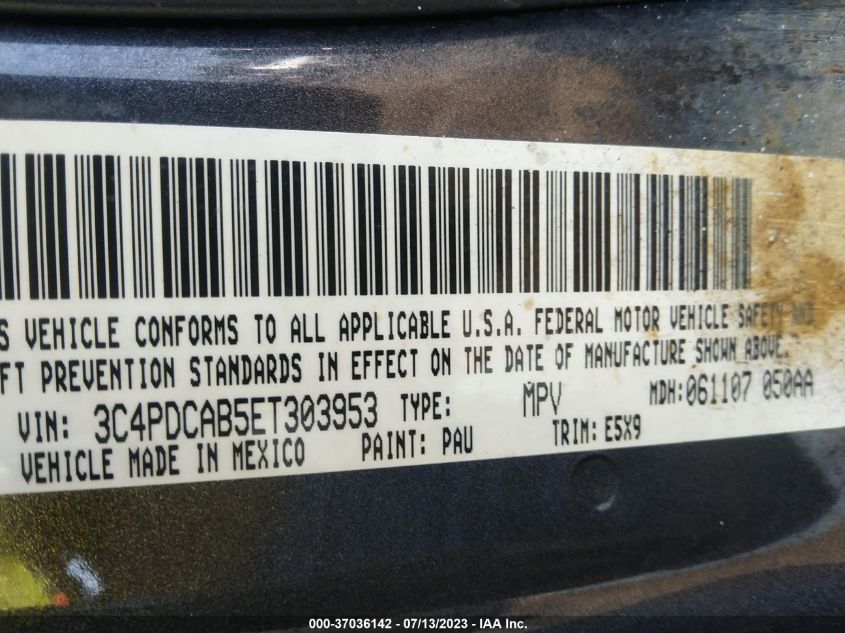 S VEHICLE CONFORMS TO ALL APPLICABLE U.S.A. FEDERAL MOTOR VEHICLE SAFETY AND
FT PREVENTION STANDARDS IN EFFECT ON THE DATE OF MANUFACTURE SHOWN ABOVE.
VIN: 3C4PDCAB5ET303953 TYPE: MPV MDH: 061107 050AA
VEHICLE MADE IN MEXICO PAINT: PAU TRIM: E5X9
000-37036142 - 07/13/2023 - IAA Inc.